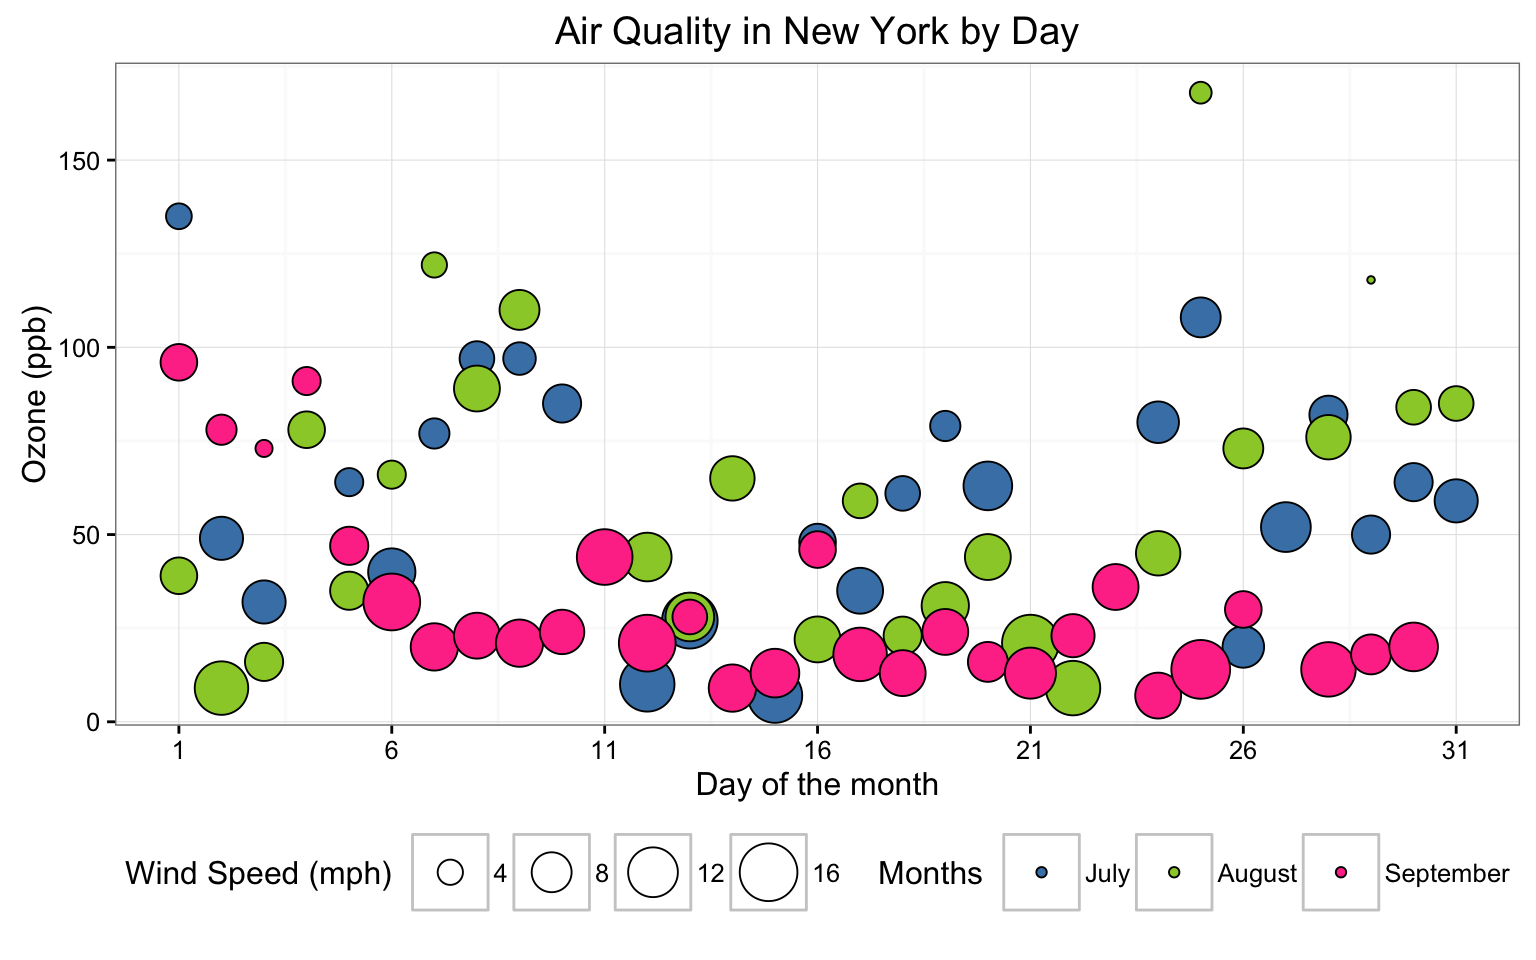 Air Quality in New York by Day
Ozone (ppb)
150
100
50
0
1 6 11 16 21 26 31
Day of the month
Wind Speed (mph) 4 8 12 16 Months July August September